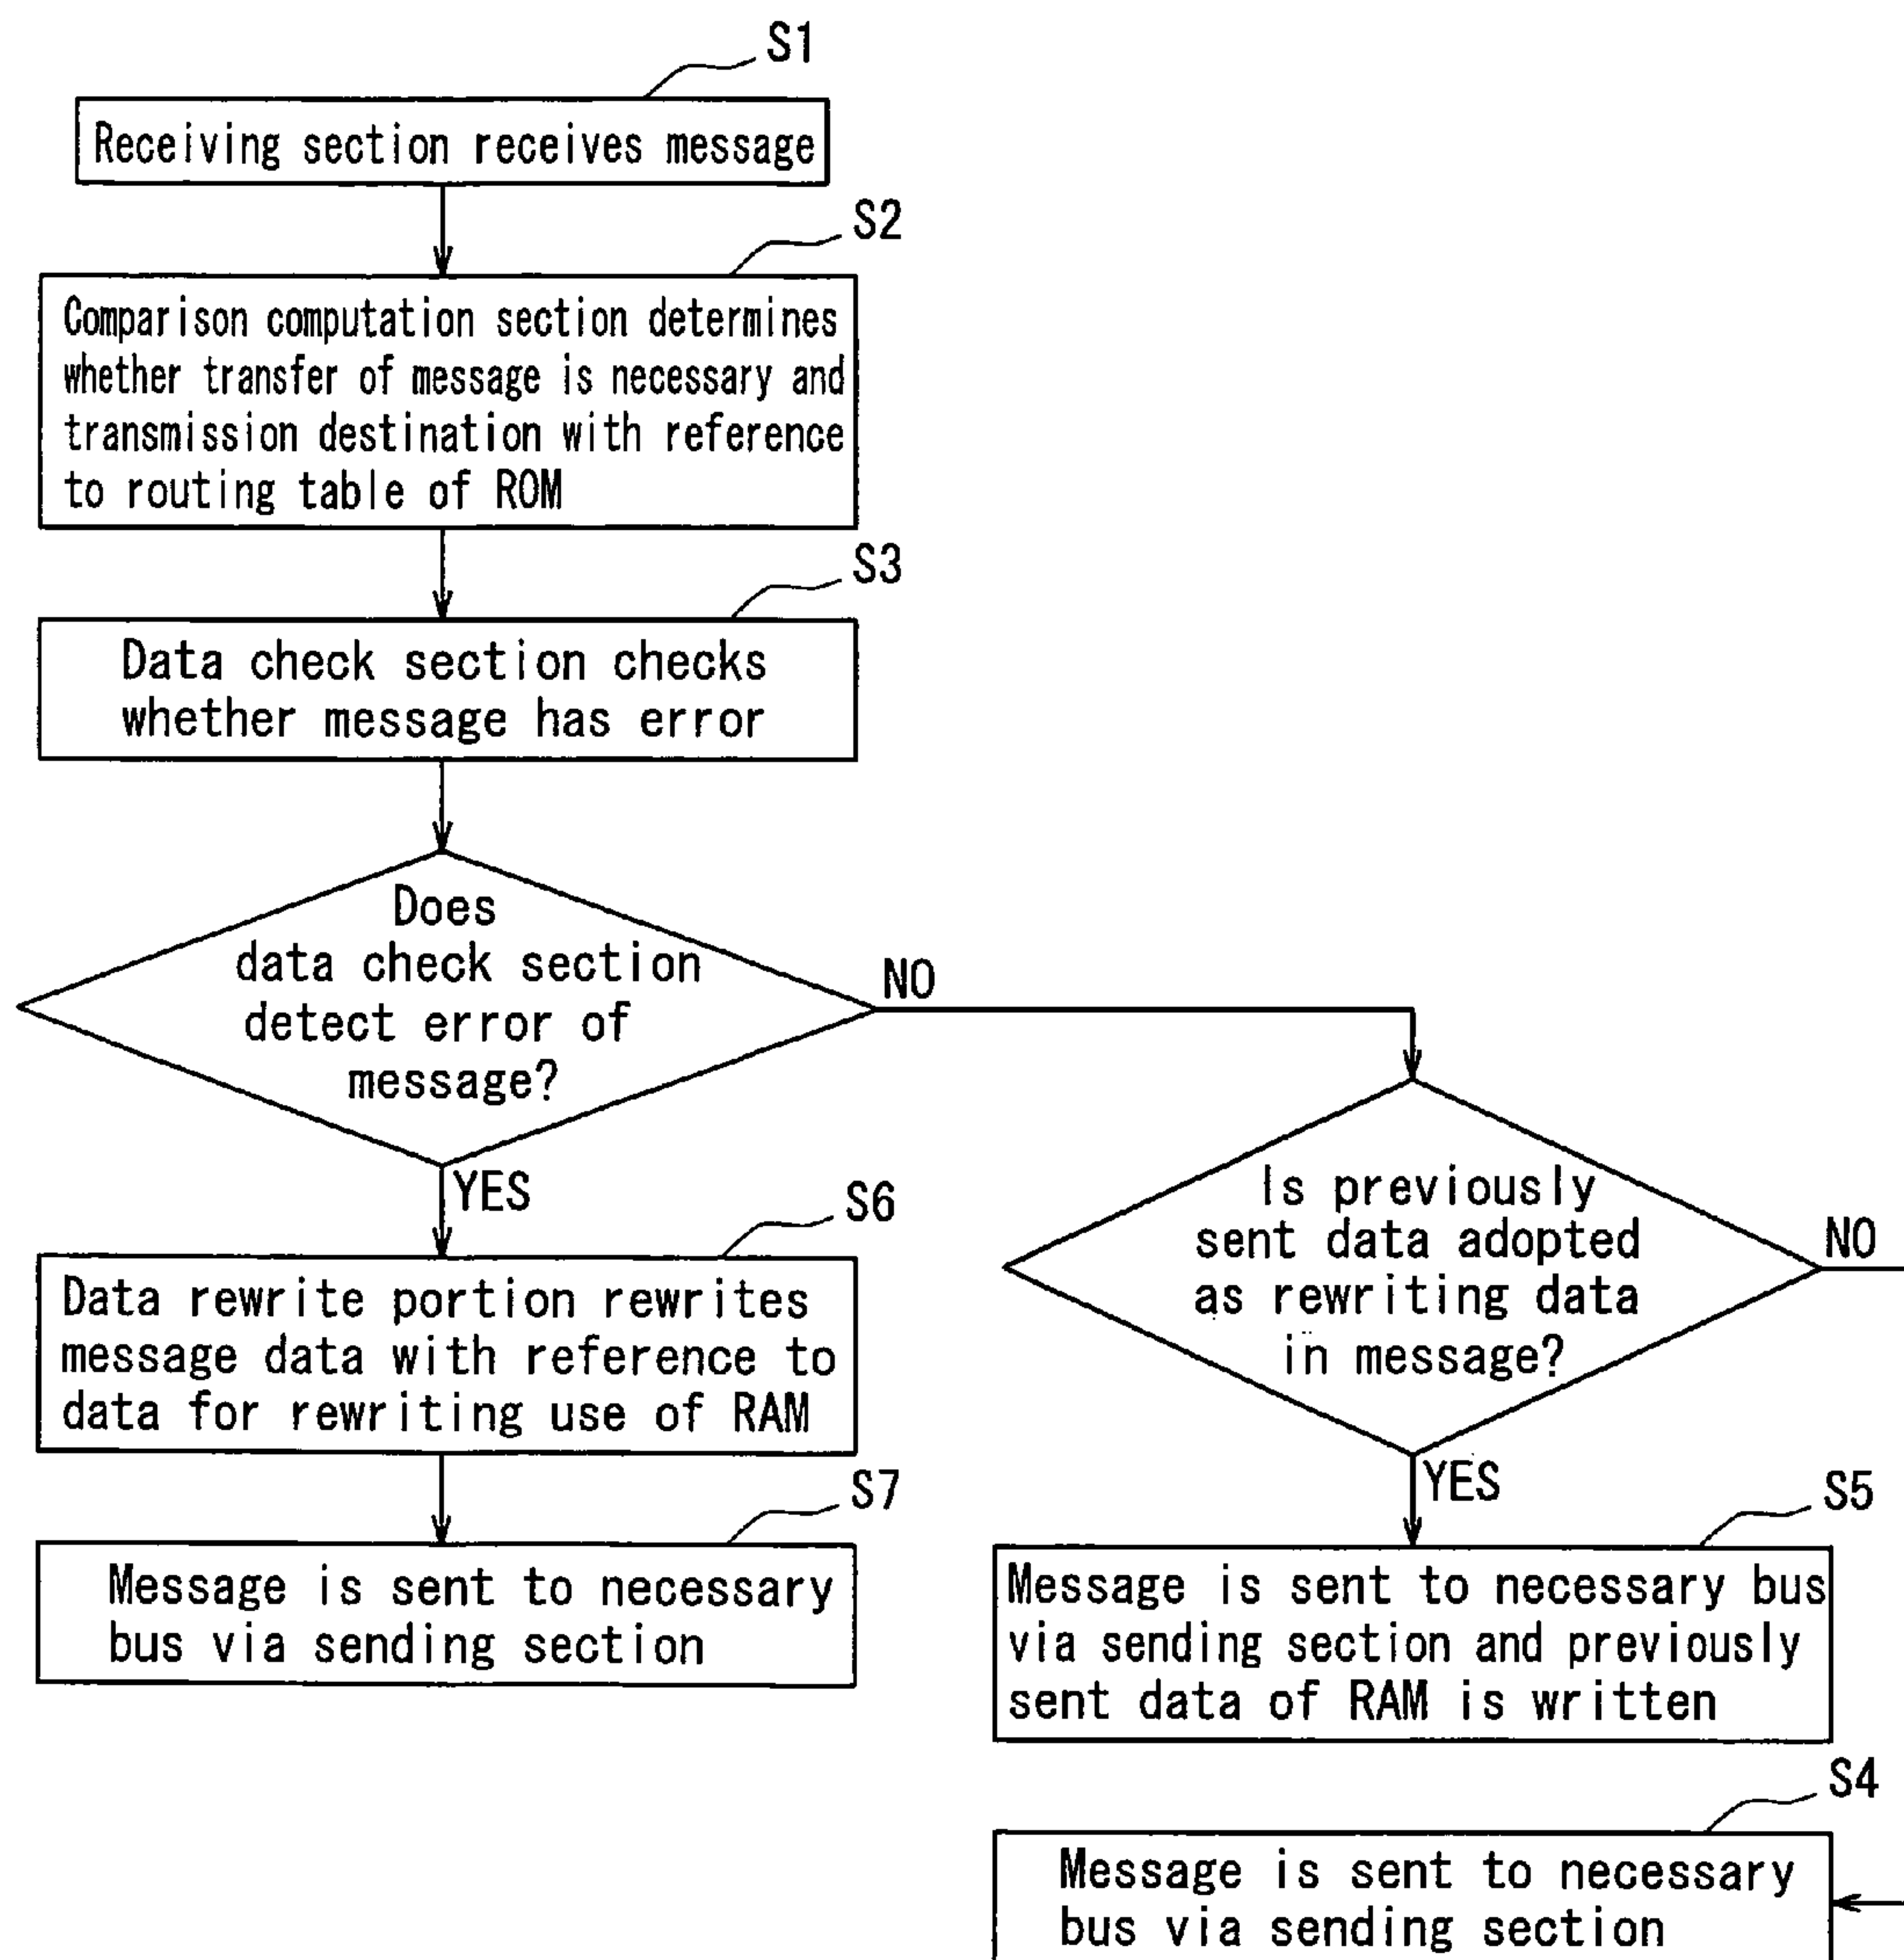 S1
Receiving section receives message
S2
Comparison computation section determines
whether transfer of message is necessary and
transmission destination with reference
to routing table of ROM
S3
Data check section checks
whether message has error
Does
data check section
detect error of
message?
NO
YES
Is previously
sent data adopted
as rewriting data
in message?
NO
YES
S6
Data rewrite portion rewrites
message data with reference to
data for rewriting use of RAM
S7
Message is sent to necessary
bus via sending section
S5
Message is sent to necessary bus
via sending section and previously
sent data of RAM is written
S4
Message is sent to necessary
bus via sending section